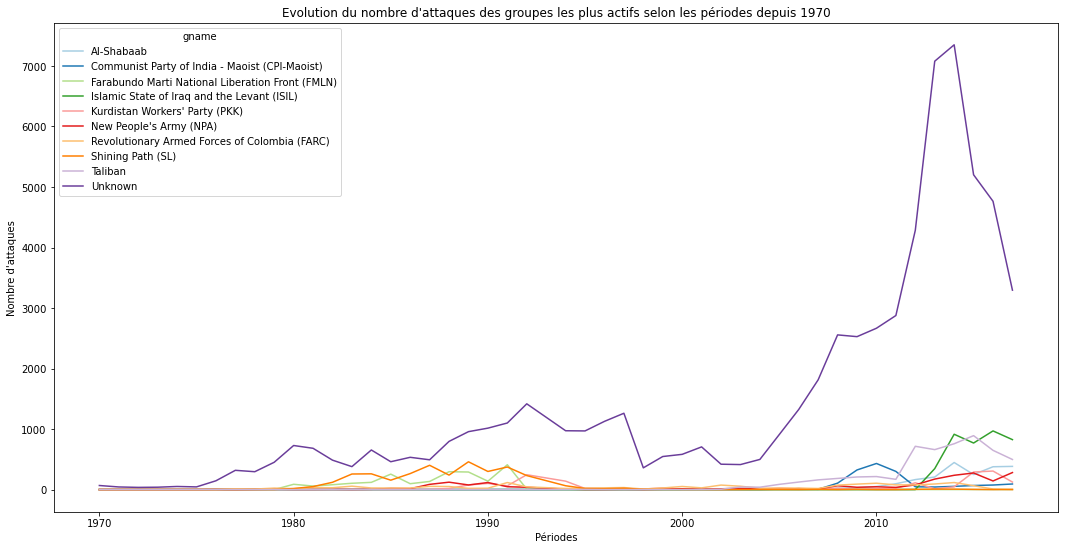 Evolution du nombre d'attaques des groupes les plus actifs selon les périodes depuis 1970
gname
Al-Shabaab
Communist Party of India - Maoist (CPI-Maoist)
Farabundo Marti National Liberation Front (FMLN)
Islamic State of Iraq and the Levant (ISIL)
Kurdistan Workers' Party (PKK)
New People's Army (NPA)
Revolutionary Armed Forces of Colombia (FARC)
Shining Path (SL)
Taliban
Unknown
Nombre d'attaques
7000
6000
5000
4000
3000
2000
1000
0
1970
1980
1990
2000
2010
Périodes